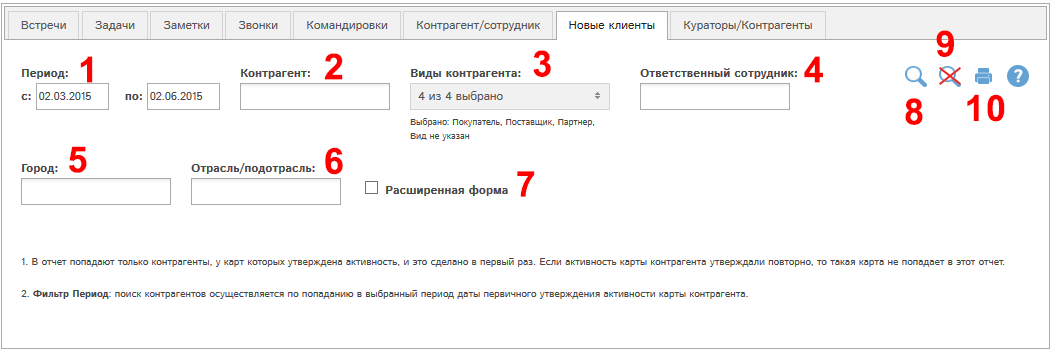 Встречи Задачи Заметки Звонки Командировки Контрагент/сотрудник Новые клиенты Кураторы/Контрагенты
9
Период: 1 Контрагент: 2 Виды контрагента: 3 Ответственный сотрудник: 4
с: 02.03.2015 по: 02.06.2015 4 из 4 выбрано ?
8 10
Выбрано: Покупатель, Поставщик, Партнер,
Вид не указан
Город: 5 Отрасль/подотрасль: 6
Расширенная форма 7
1. В отчет попадают только контрагенты, у карт которых утверждена активность, и это сделано в первый раз. Если активность карты контрагента утверждали повторно, то такая карта не попадает в этот отчет.
2. Фильтр Период: поиск контрагентов осуществляется по попаданию в выбранный период даты первичного утверждения активности карты контрагента.